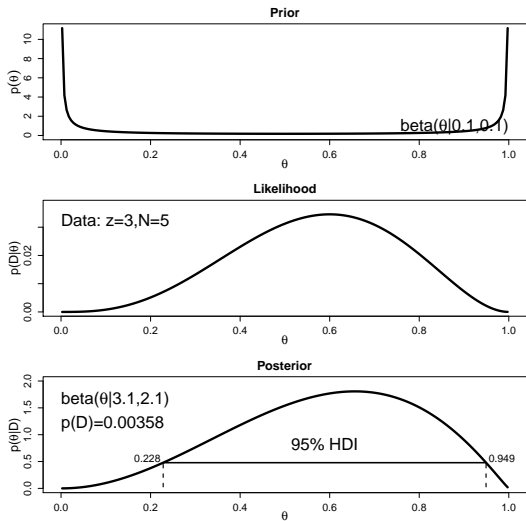 Prior
p(θ)
0 2 4 6 8 10
beta(θ|0.1,0.1)
0.0 0.2 0.4 0.6 0.8 1.0
θ
Likelihood
p(D|θ)
0.00 0.02
Data: z=3,N=5
0.0 0.2 0.4 0.6 0.8 1.0
θ
Posterior
p(θ|D)
0.0 0.5 1.0 1.5 2.0
beta(θ|3.1,2.1)
p(D)=0.00358
95% HDI
0.228 0.949
0.0 0.2 0.4 0.6 0.8 1.0
θ